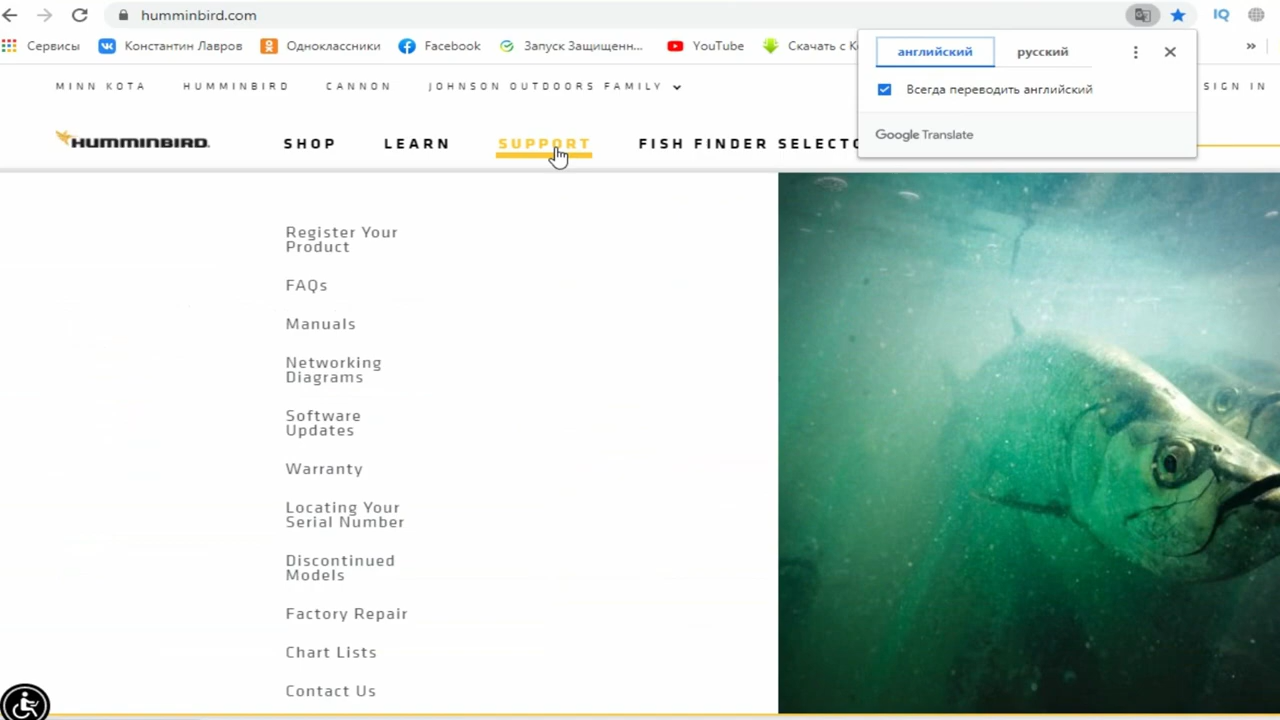 humminbird.com
IQ
Сервисы
Константин Лавров
Одноклассники
Facebook
Запуск Защищенн...
YouTube
Скачать с
»
английский
русский
Всегда переводить английский
Google Translate
MINN KOTA
HUMMINBIRD
CANNON
JOHNSON OUTDOORS FAMILY
SIGN IN
HUMMINBIRD
SHOP
LEARN
SUPPORT
FISH FINDER SELECTO
Register Your
Product
FAQs
Manuals
Networking
Diagrams
Software
Updates
Warranty
Locating Your
Serial Number
Discontinued
Models
Factory Repair
Chart Lists
Contact Us